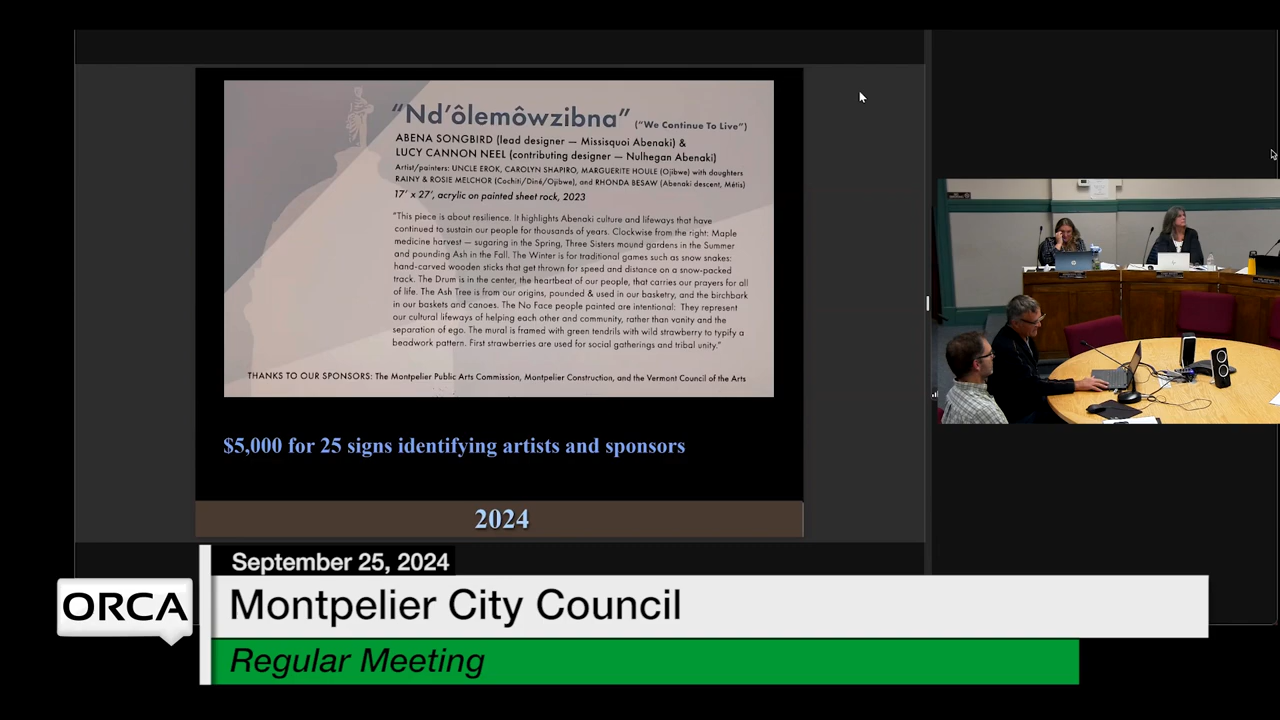 “Nd’ôlemôwzibna” (“We Continue To Live”)
ABENA SONGBIRD (lead designer — Missisquoi Abenaki) &
LUCY CANNON NEEL (contributing designer — Nulhegan Abenaki)
Artist/painters: UNCLE EROK, CAROLYN SHAPIRO, MARGUERITE HOULE (Ojibwe) with daughters
RAINY & ROSIE MELCHOR (Cochiti/Diné/Ojibwe), and RHONDA BESAW (Abenaki descent, Métis)
17’ x 27’, acrylic on painted sheet rock, 2023
“This piece is about resilience. It highlights Abenaki culture and lifeways that have
continued to sustain our people for thousands of years. Clockwise from the right: Maple
medicine harvest — sugaring in the Spring, Three Sisters mound gardens in the Summer
and pounding Ash in the Fall. The Winter is for traditional games such as snow snakes:
hand-carved wooden sticks that get thrown for speed and distance on a snow-packed
track. The Drum is in the center, the heartbeat of our people, that carries our prayers for all
of life. The Ash Tree is from our origins, pounded & used in our basketry, and the birchbark
in our baskets and canoes. The No Face people painted are intentional: They represent
our cultural lifeways of helping each other and community, rather than vanity and the
separation of ego. The mural is framed with green tendrils with wild strawberry to typify a
beadwork pattern. First strawberries are used for social gatherings and tribal unity.”
THANKS TO OUR SPONSORS: The Montpelier Public Arts Commission, Montpelier Construction, and the Vermont Council of the Arts
$5,000 for 25 signs identifying artists and sponsors
2024
September 25, 2024
ORCA
Montpelier City Council
Regular Meeting